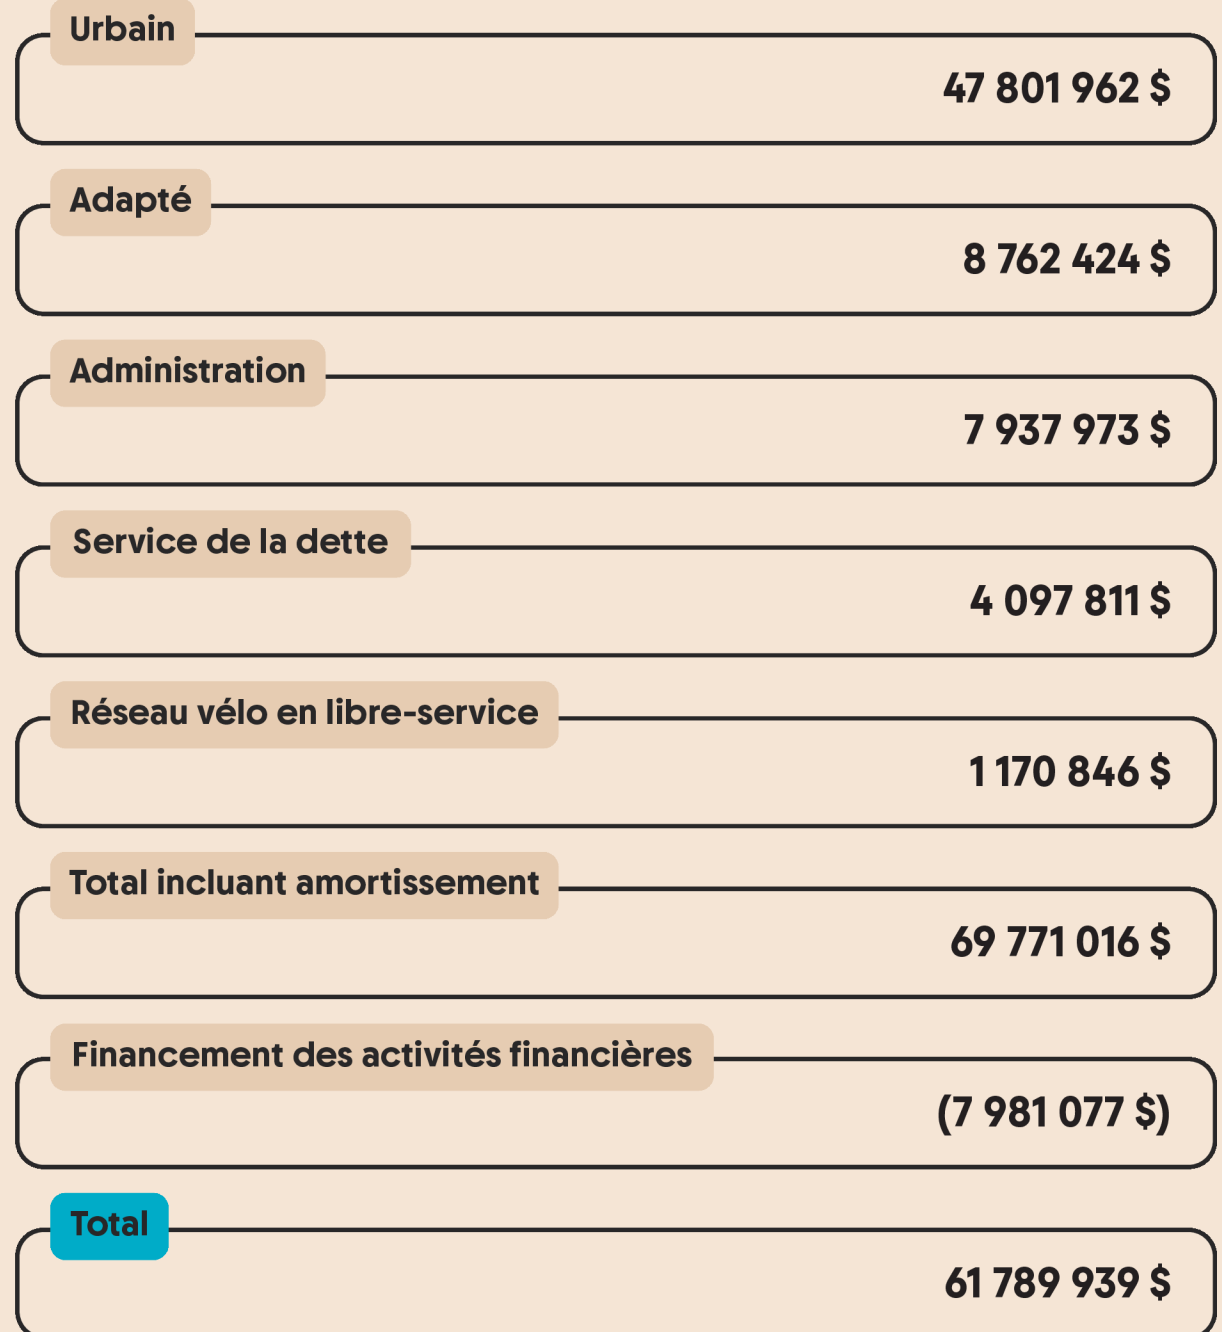 Urbain
47 801 962 $
Adapté
8 762 424 $
Administration
7 937 973 $
Service de la dette
4 097 811 $
Réseau vélo en libre-service
1 170 846 $
Total incluant amortissement
69 771 016 $
Financement des activités financières
(7 981 077 $)
Total
61 789 939 $